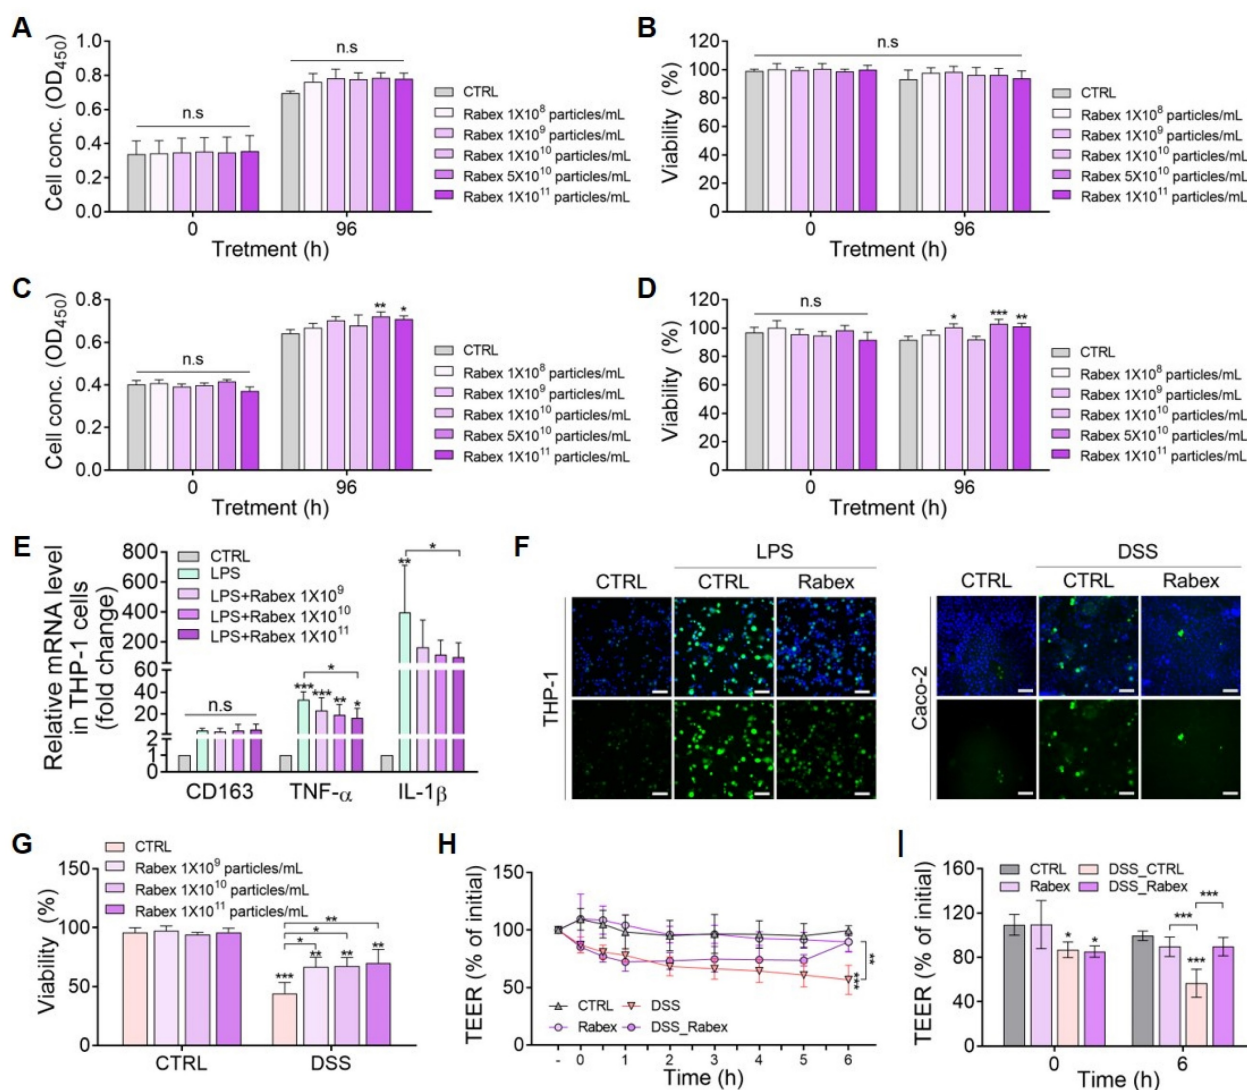 A
Cell conc. (OD450)
1.0
0.8
0.6
0.4
0.2
0.0
n.s
n.s
0
96
Tretment (h)
CTRL
Rabex 1X10^8 particles/mL
Rabex 1X10^9 particles/mL
Rabex 1X10^10 particles/mL
Rabex 5X10^10 particles/mL
Rabex 1X10^11 particles/mL
B
Viability (%)
120
100
80
60
40
20
0
n.s
0
96
Tretment (h)
CTRL
Rabex 1X10^8 particles/mL
Rabex 1X10^9 particles/mL
Rabex 1X10^10 particles/mL
Rabex 5X10^10 particles/mL
Rabex 1X10^11 particles/mL
C
Cell conc. (OD450)
0.8
0.6
0.4
0.2
0.0
n.s
** *
0
96
Tretment (h)
CTRL
Rabex 1X10^8 particles/mL
Rabex 1X10^9 particles/mL
Rabex 1X10^10 particles/mL
Rabex 5X10^10 particles/mL
Rabex 1X10^11 particles/mL
D
Viability (%)
120
100
80
60
40
20
0
n.s
* *** **
0
96
Tretment (h)
CTRL
Rabex 1X10^8 particles/mL
Rabex 1X10^9 particles/mL
Rabex 1X10^10 particles/mL
Rabex 5X10^10 particles/mL
Rabex 1X10^11 particles/mL
E
Relative mRNA level
in THP-1 cells
(fold change)
800
600
400
200
60
40
20
2
1
0
CTRL
LPS
LPS+Rabex 1X10^9
LPS+Rabex 1X10^10
LPS+Rabex 1X10^11
n.s
*
*** *** ** *
*
**
CD163
TNF-α
IL-1β
F
LPS
CTRL
CTRL
Rabex
THP-1
DSS
CTRL
CTRL
Rabex
Caco-2
G
Viability (%)
150
100
50
0
CTRL
Rabex 1X10^9 particles/mL
Rabex 1X10^10 particles/mL
Rabex 1X10^11 particles/mL
**
*
*
*** ** ** **
CTRL
DSS
H
TEER (% of initial)
150
100
50
0
CTRL
DSS
Rabex
DSS_Rabex
**
***
- 0 1 2 3 4 5 6
Time (h)
I
TEER (% of initial)
160
120
80
40
0
CTRL
DSS_CTRL
Rabex
DSS_Rabex
* *
***
***
***
0
6
Time (h)